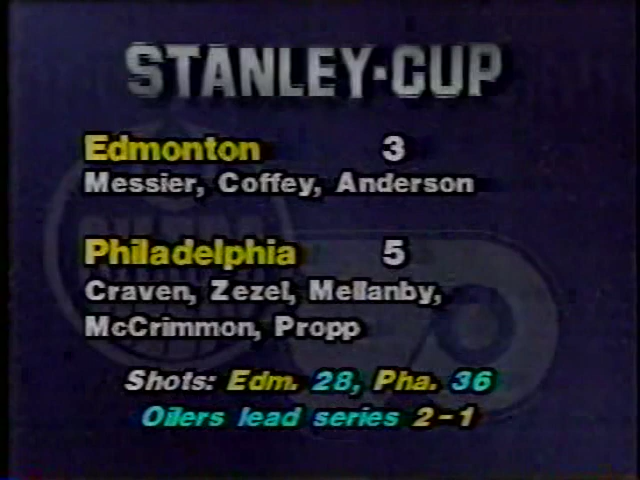 STANLEY·CUP
Edmonton 3
Messier, Coffey, Anderson
Philadelphia 5
Craven, Zezel, Mellanby,
McCrimmon, Propp
Shots: Edm. 28, Pha. 36
Oilers lead series 2-1